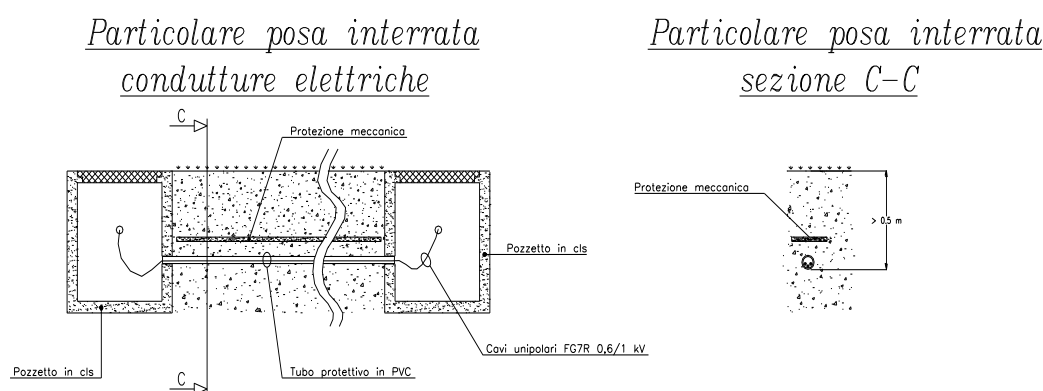 Particolare posa interrata
condutture elettriche
C
Protezione meccanica
Pozzetto in cls
Cavi unipolari FG7R 0,6/1 kV
Pozzetto in cls
C
Tubo protettivo in PVC
Particolare posa interrata
sezione C-C
Protezione meccanica
> 0.5 m